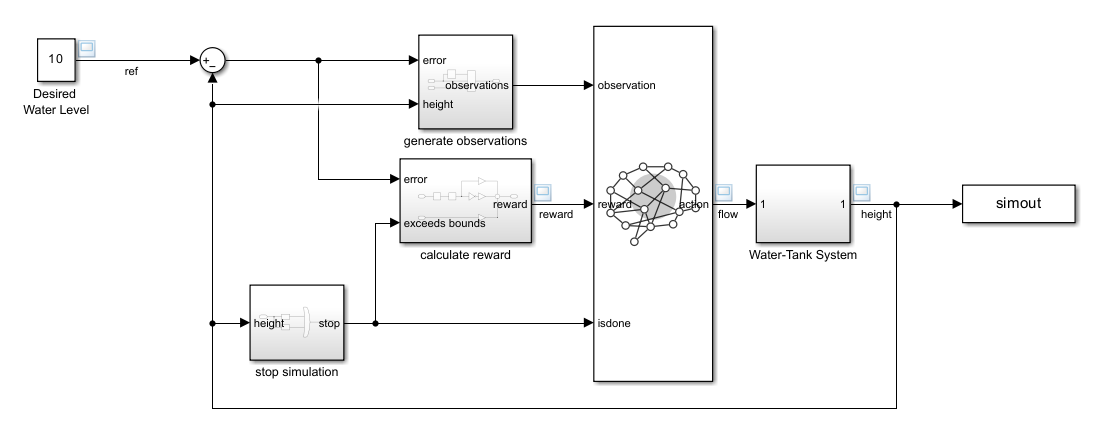 10
ref
Desired
Water Level
+
−
error
observations
height
generate observations
error
reward
exceeds bounds
calculate reward
reward
height
stop
stop simulation
observation
reward
action
isdone
flow
1
1
Water-Tank System
height
simout